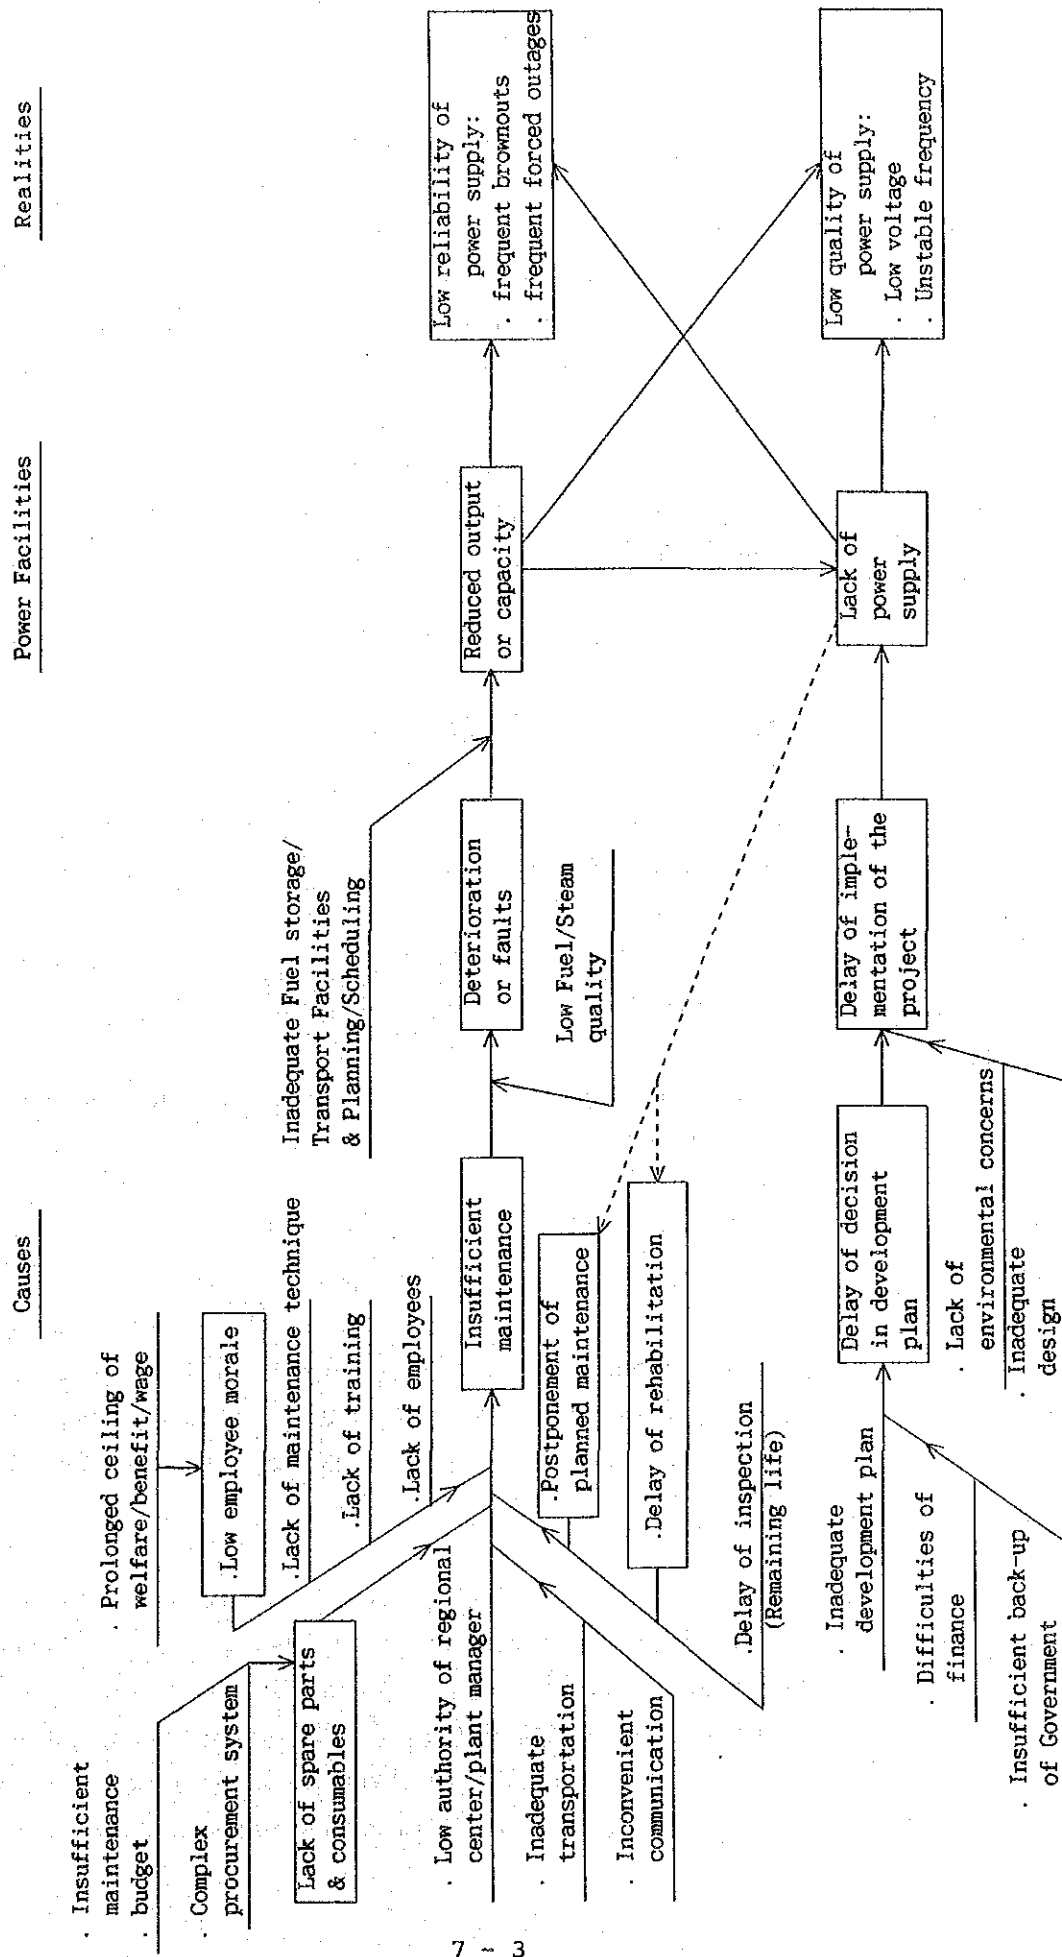 Causes
Power Facilities
Realities
. Insufficient
maintenance
. budget
. Complex
procurement system
Lack of spare parts
& consumables
. Prolonged ceiling of
welfare/benefit/wage
.Low employee morale
.Lack of maintenance technique
.Lack of training
.Lack of employees
. Low authority of regional
center/plant manager
. Inadequate
transportation
. Inconvenient
communication
Insufficient
maintenance
.Postponement of
planned maintenance
.Delay of rehabilitation
.Delay of inspection
(Remaining life)
Inadequate Fuel storage/
Transport Facilities
& Planning/Scheduling
Deterioration
or faults
Low Fuel/Steam
quality
Reduced output
or capacity
Low reliability of
power supply:
. frequent brownouts
. frequent forced outages
. Inadequate
development plan
. Difficulties of
finance
. Insufficient back-up
of Government
Delay of decision
in development
plan
. Lack of
environmental concerns
. Inadequate
design
Delay of imple-
mentation of the
project
Lack of
power
supply
Low quality of
power supply:
. Low voltage
. Unstable frequency
7 - 3